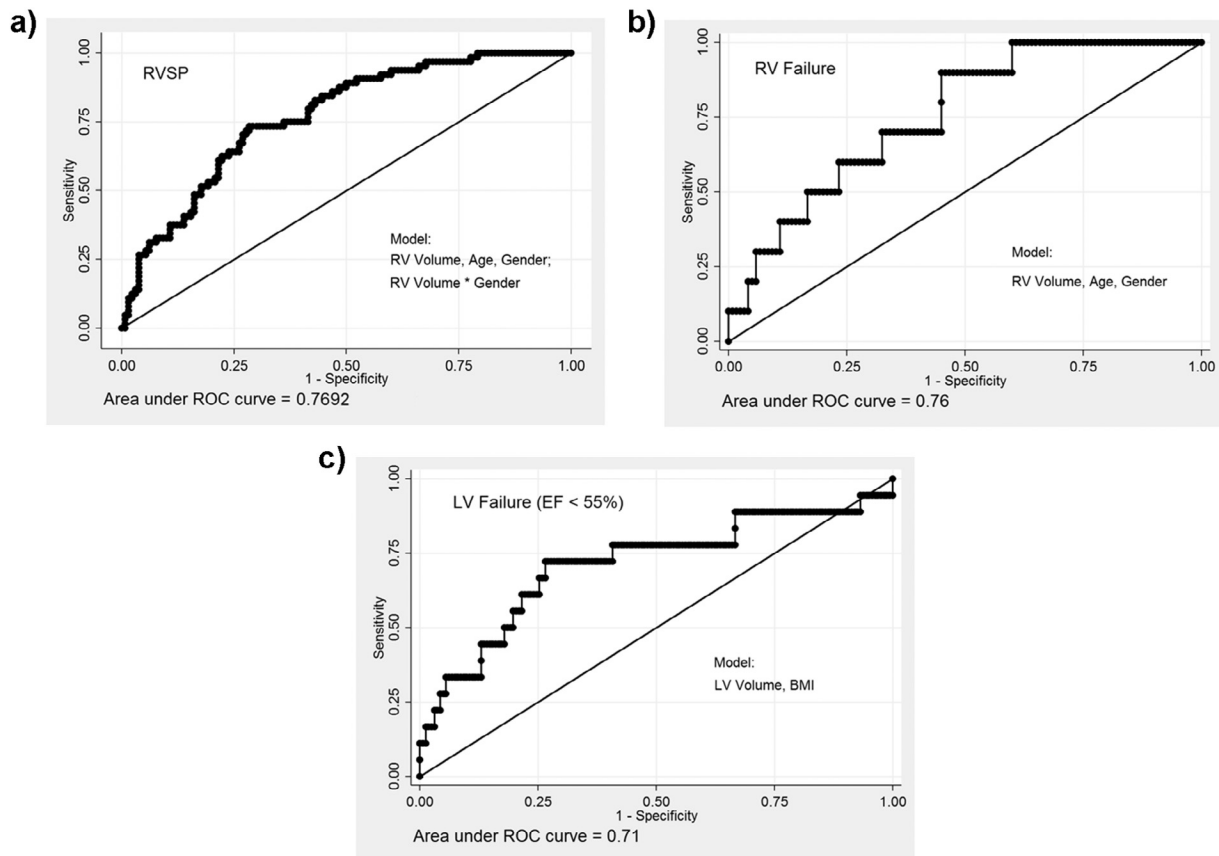 a)
RVSP
1.00
0.75
0.50
0.25
0.00
Sensitivity
Model:
RV Volume, Age, Gender;
RV Volume * Gender
0.00 0.25 0.50 0.75 1.00
1 - Specificity
Area under ROC curve = 0.7692
b)
RV Failure
1.00
0.75
0.50
0.25
0.00
Sensitivity
Model:
RV Volume, Age, Gender
0.00 0.25 0.50 0.75 1.00
1 - Specificity
Area under ROC curve = 0.76
c)
LV Failure (EF < 55%)
1.00
0.75
0.50
0.25
0.00
Sensitivity
Model:
LV Volume, BMI
0.00 0.25 0.50 0.75 1.00
1 - Specificity
Area under ROC curve = 0.71